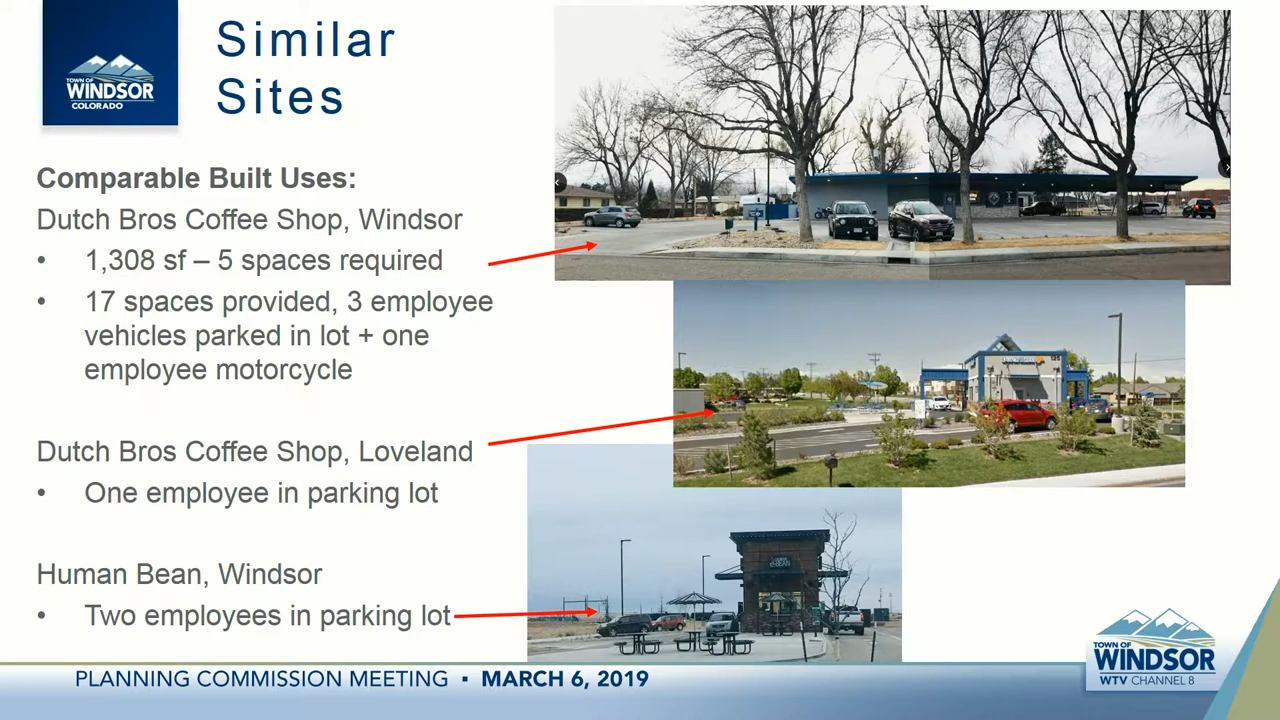 TOWN OF
WINDSOR
COLORADO
Similar
Sites
Comparable Built Uses:
Dutch Bros Coffee Shop, Windsor
• 1,308 sf – 5 spaces required
• 17 spaces provided, 3 employee
vehicles parked in lot + one
employee motorcycle
Dutch Bros Coffee Shop, Loveland
• One employee in parking lot
Human Bean, Windsor
• Two employees in parking lot
PLANNING COMMISSION MEETING ▪ MARCH 6, 2019
TOWN OF
WINDSOR
WTV CHANNEL 8